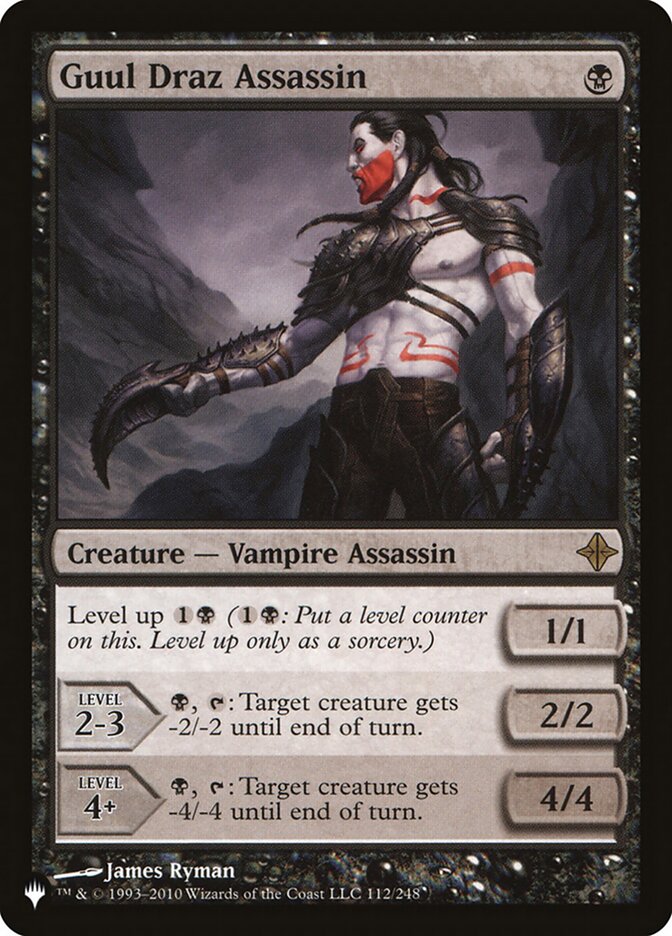 Guul Draz Assassin
Creature — Vampire Assassin
Level up 1 (1: Put a level counter
on this. Level up only as a sorcery.)
1/1
LEVEL
2-3
, : Target creature gets
-2/-2 until end of turn.
2/2
LEVEL
4+
, : Target creature gets
-4/-4 until end of turn.
4/4
James Ryman
™ & © 1993–2010 Wizards of the Coast LLC 112/248